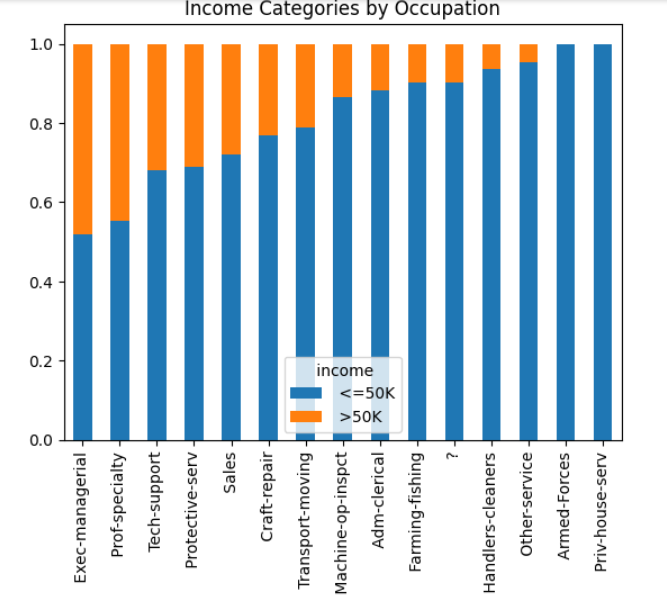 Income Categories by Occupation
1.0
0.8
0.6
0.4
0.2
0.0
income
<=50K
>50K
Exec-managerial
Prof-specialty
Tech-support
Protective-serv
Sales
Craft-repair
Transport-moving
Machine-op-inspct
Adm-clerical
Farming-fishing
?
Handlers-cleaners
Other-service
Armed-Forces
Priv-house-serv